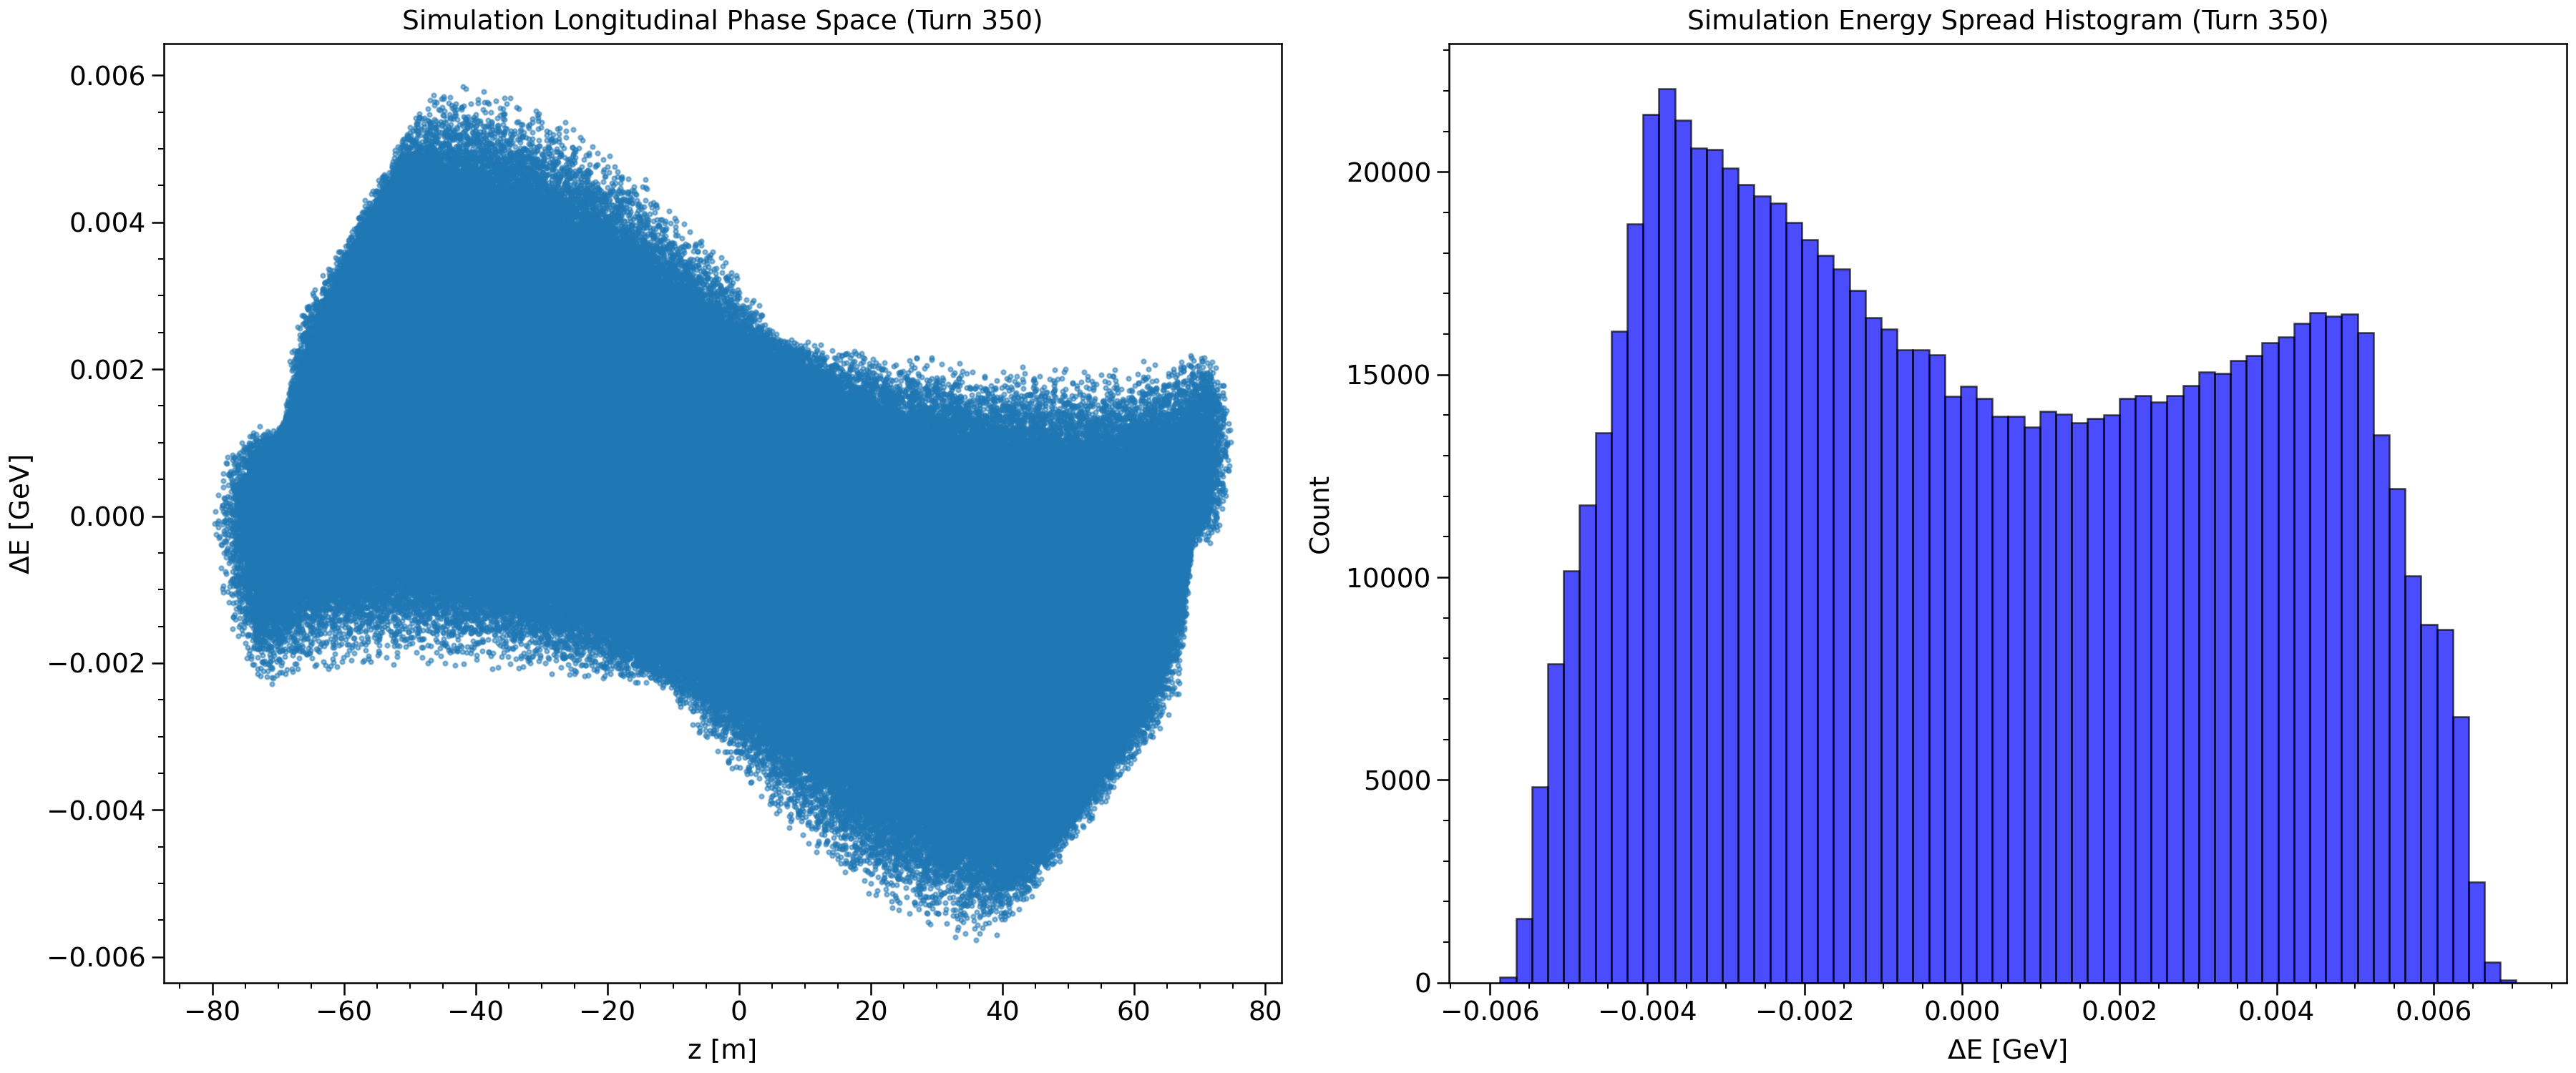 Simulation Longitudinal Phase Space (Turn 350)
0.006
0.004
0.002
0.000
−0.002
−0.004
−0.006
ΔE [GeV]
−80 −60 −40 −20 0 20 40 60 80
z [m]
Simulation Energy Spread Histogram (Turn 350)
20000
15000
10000
5000
0
Count
−0.006 −0.004 −0.002 0.000 0.002 0.004 0.006
ΔE [GeV]